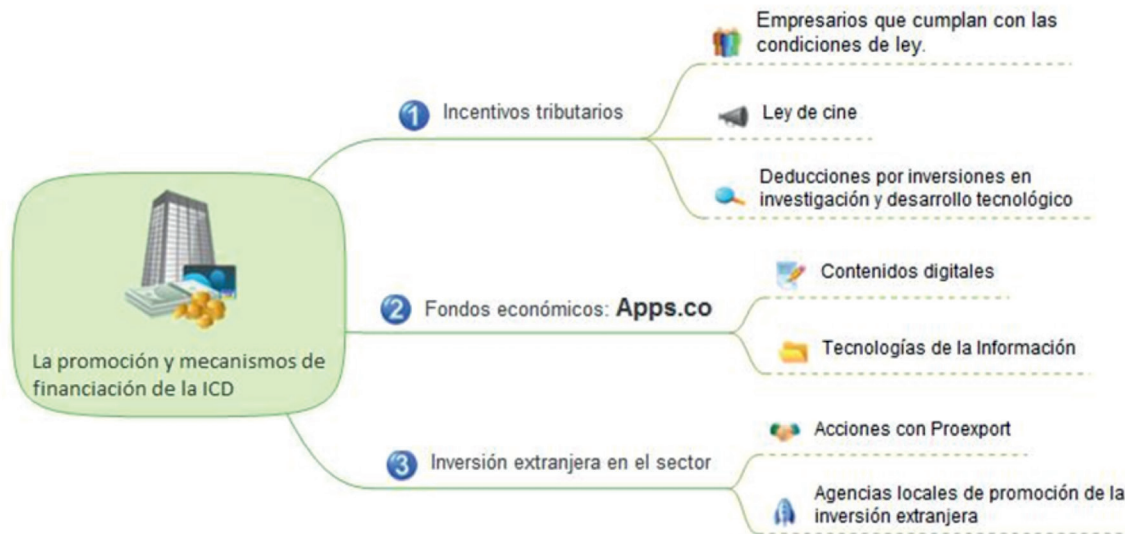 La promoción y mecanismos de
financiación de la ICD
1 Incentivos tributarios
Empresarios que cumplan con las
condiciones de ley.
Ley de cine
Deducciones por inversiones en
investigación y desarrollo tecnológico
2 Fondos económicos: Apps.co
Contenidos digitales
Tecnologías de la Información
3 Inversión extranjera en el sector
Acciones con Proexport
Agencias locales de promoción de la
inversión extranjera